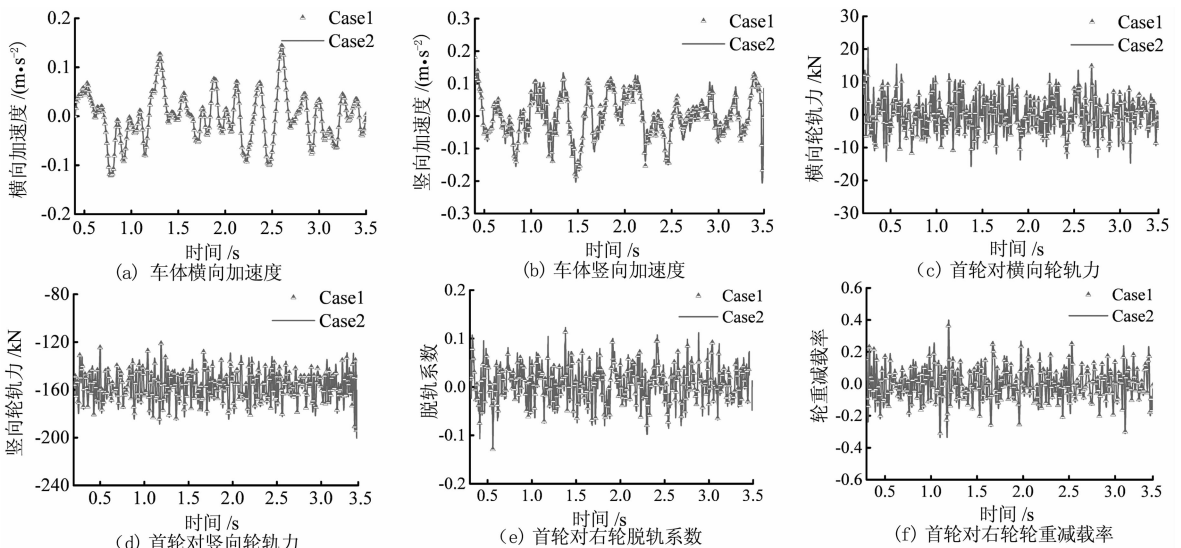 0.2
0.1
0.0
-0.1
-0.2
横向加速度 /(m•s⁻²)
Case1
Case2
0.5 1.0 1.5 2.0 2.5 3.0 3.5
时间 /s
(a) 车体横向加速度
0.3
0.2
0.1
0.0
-0.1
-0.2
-0.3
竖向加速度 /(m•s⁻²)
Case1
Case2
0.5 1.0 1.5 2.0 2.5 3.0 3.5
时间 /s
(b) 车体竖向加速度
30
20
10
0
-10
-20
-30
横向轮轨力 /kN
Case1
Case2
0.5 1.0 1.5 2.0 2.5 3.0 3.5
时间 /s
(c) 首轮对横向轮轨力
-80
-120
-160
-200
-240
竖向轮轨力 /kN
Case1
Case2
0.5 1.0 1.5 2.0 2.5 3.0 3.5
时间 /s
(d) 首轮对竖向轮轨力
0.2
0.1
0.0
-0.1
-0.2
脱轨系数
Case1
Case2
0.5 1.0 1.5 2.0 2.5 3.0 3.5
时间 /s
(e) 首轮对右轮脱轨系数
0.6
0.4
0.2
0.0
-0.2
-0.4
-0.6
轮重减载率
Case1
Case2
0.5 1.0 1.5 2.0 2.5 3.0 3.5
时间 /s
(f) 首轮对右轮轮重减载率